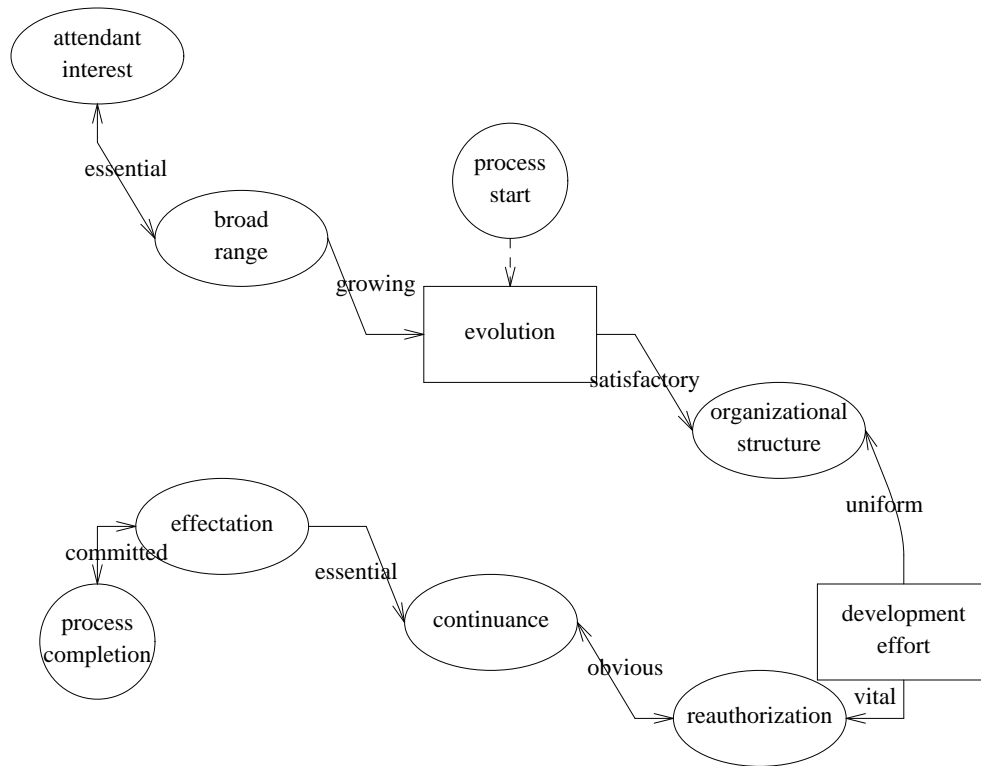 attendant
interest
essential
process
start
broad
range
growing
evolution
satisfactory
organizational
structure
uniform
effectation
committed
essential
process
completion
continuance
development
effort
obvious
vital
reauthorization